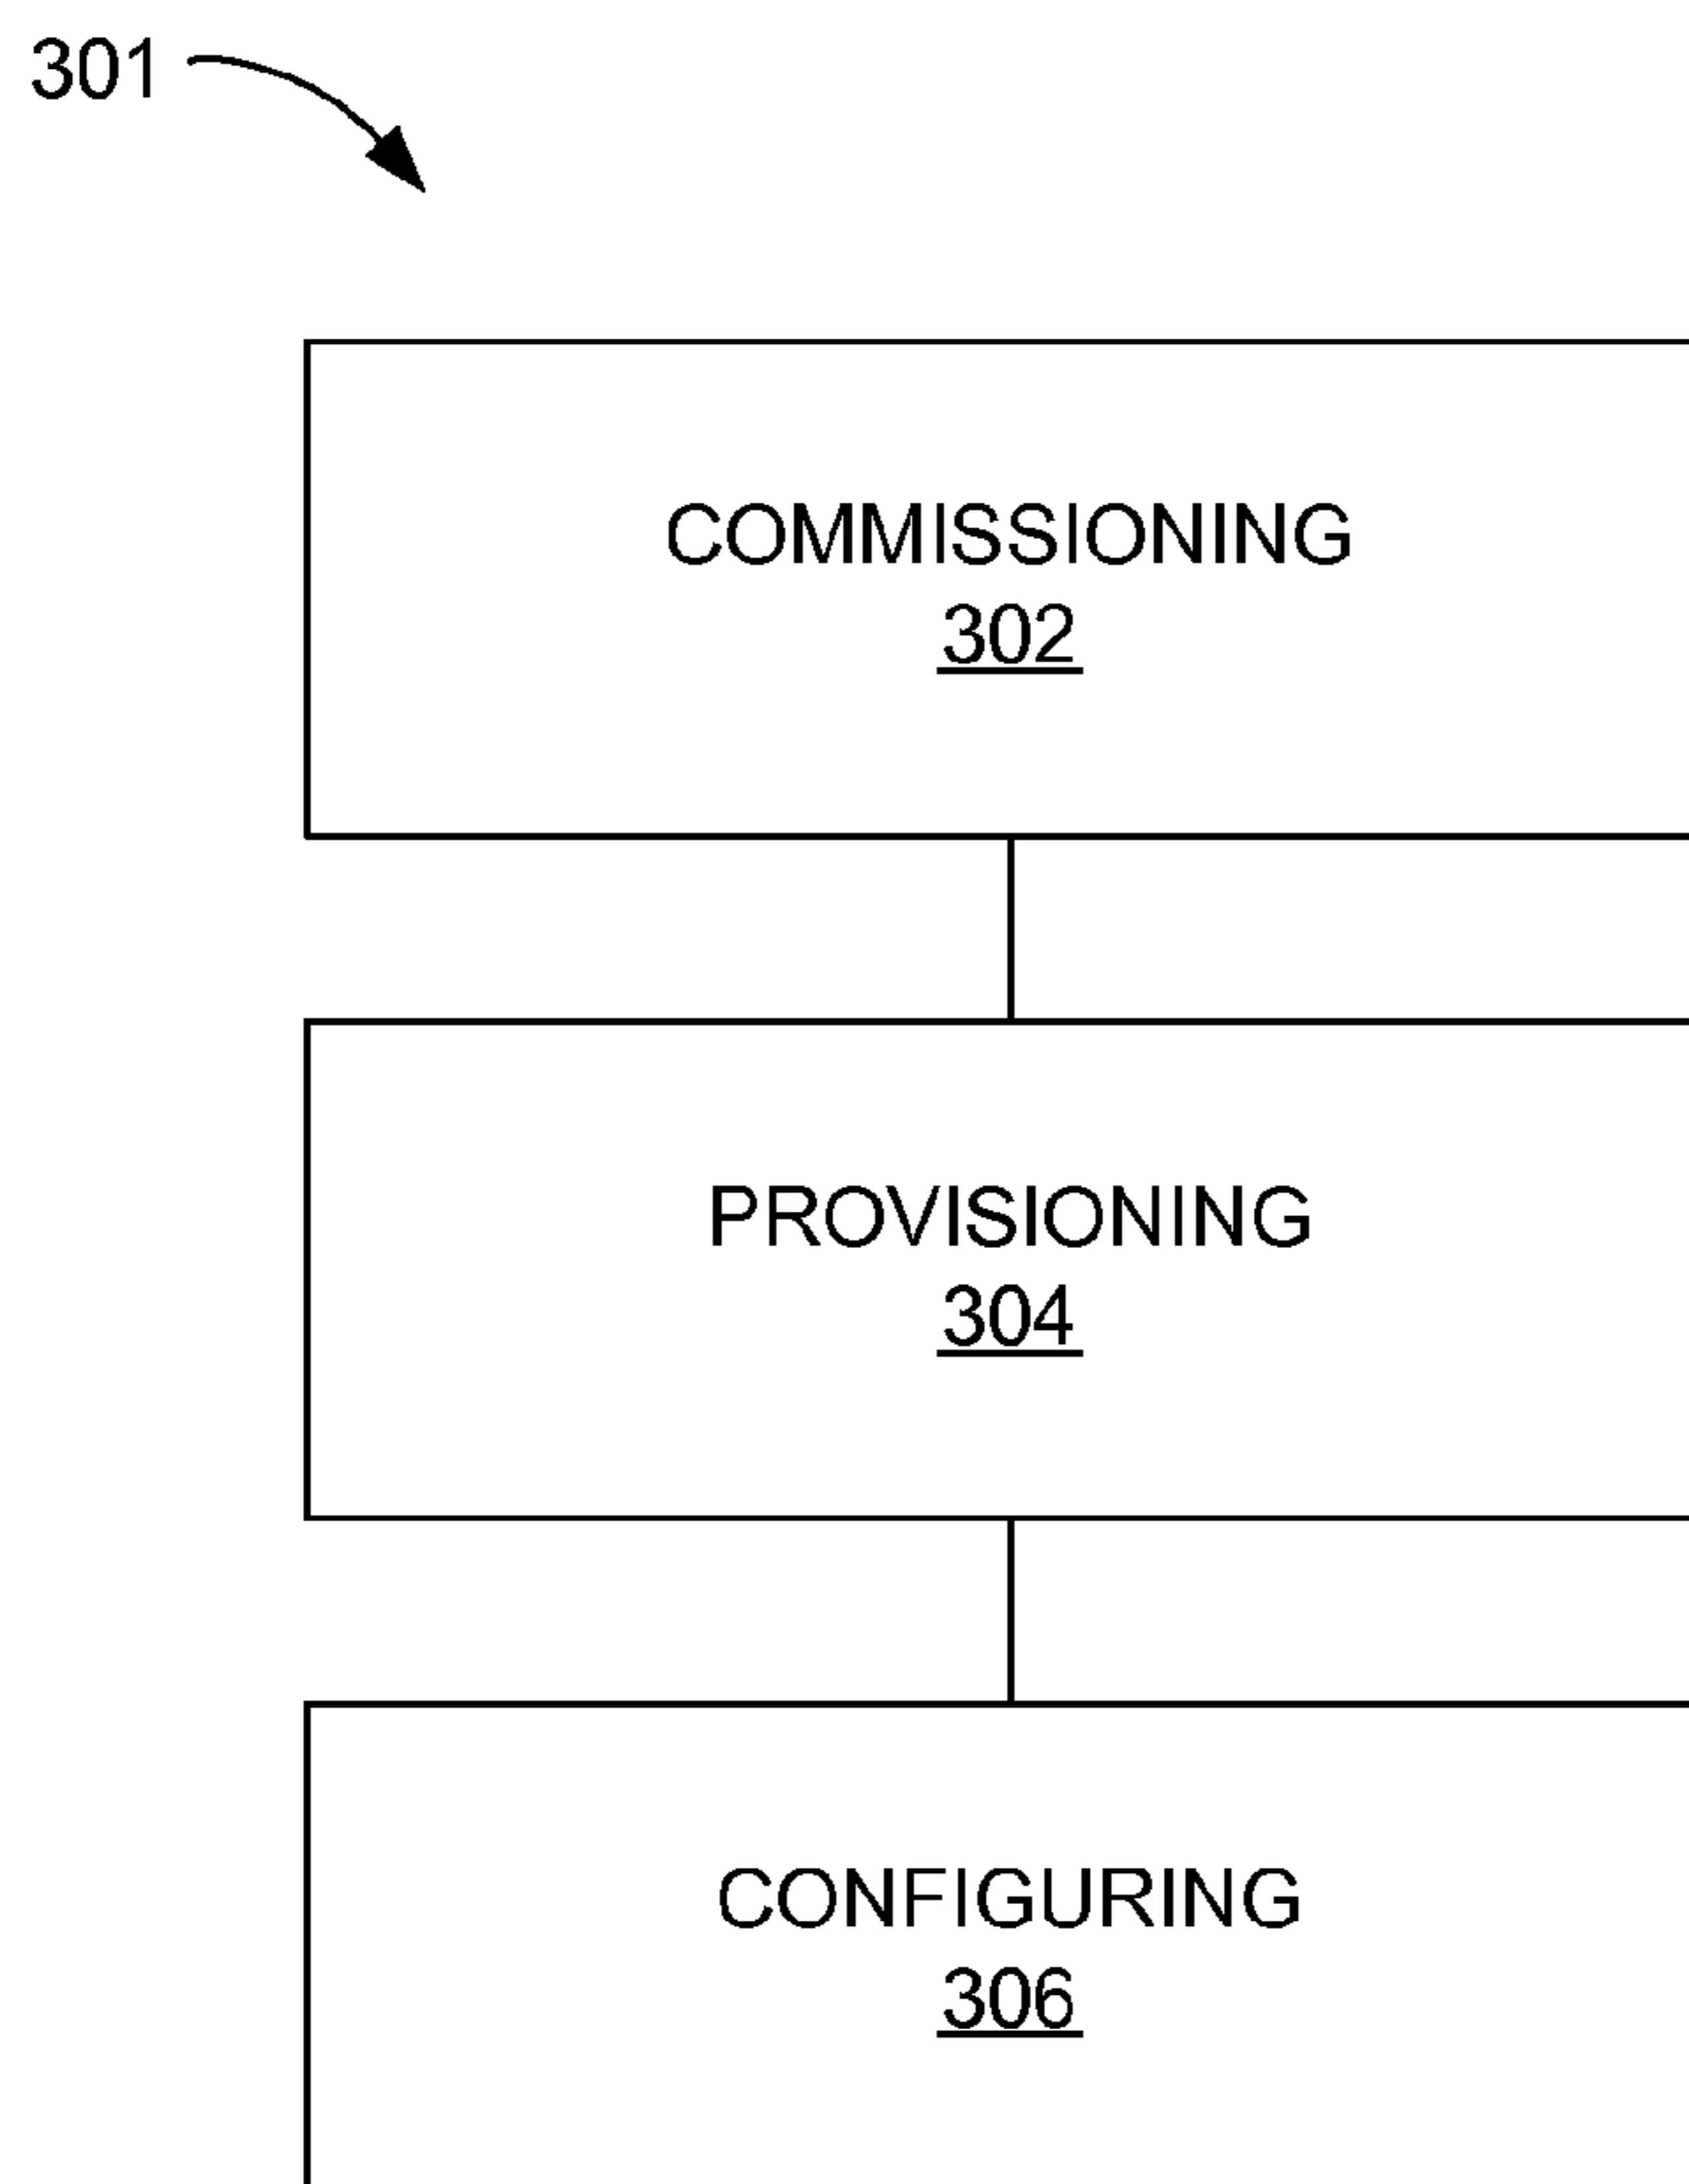 301
COMMISSIONING
302
PROVISIONING
304
CONFIGURING
306